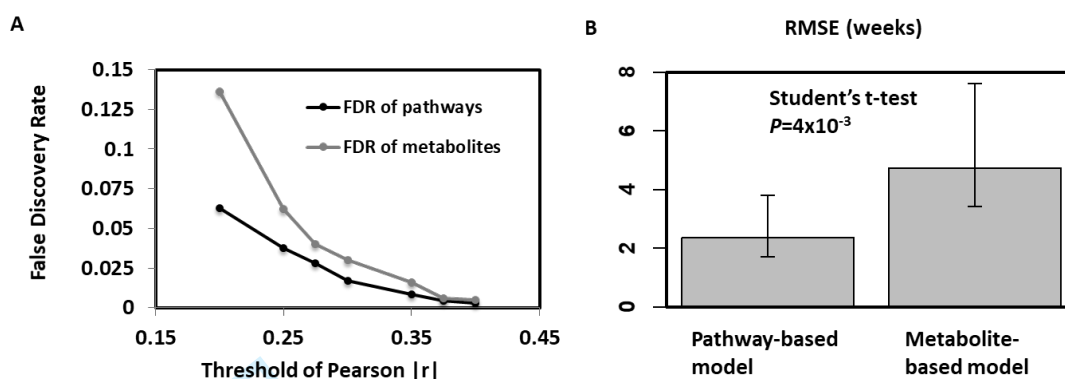 A
0.15
0.125
0.1
0.075
0.05
0.025
0
False Discovery Rate
FDR of pathways
FDR of metabolites
0.15
0.25
0.35
0.45
Threshold of Pearson |r|
B
RMSE (weeks)
8
6
4
2
0
Student's t-test
P=4x10⁻³
Pathway-based
model
Metabolite-
based model